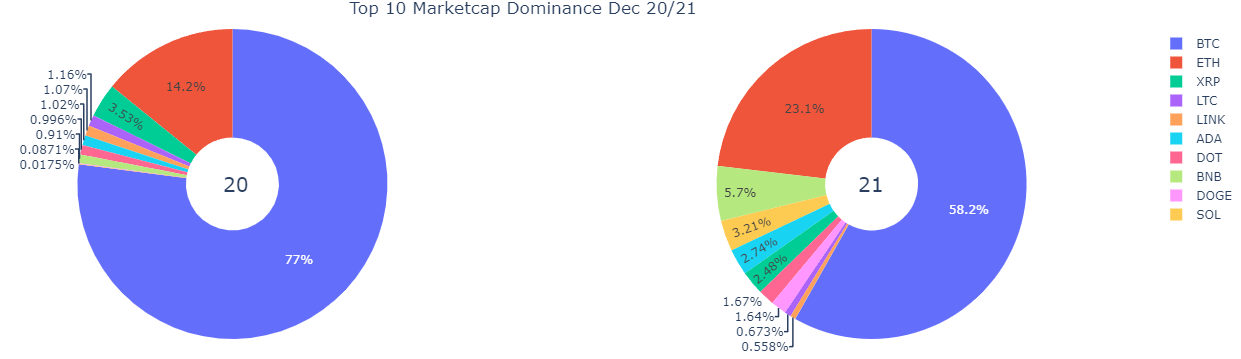 Top 10 Marketcap Dominance Dec 20/21
14.2%
3.53%
1.16%
1.07%
1.02%
0.996%
0.91%
0.0871%
0.0175%
20
77%
23.1%
5.7%
3.21%
2.74%
2.48%
1.67%
1.64%
0.673%
0.558%
21
58.2%
BTC
ETH
XRP
LTC
LINK
ADA
DOT
BNB
DOGE
SOL